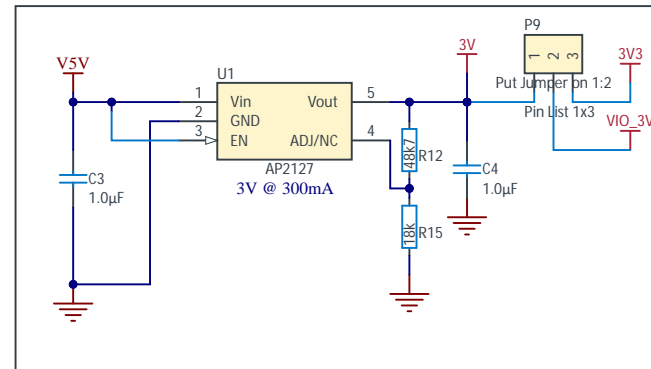 P9
3V
3V3
V5V
1 2 3
U1
Put Jumper on 1:2
1 Vin Vout 5
Pin List 1x3
2 GND
VIO_3V
3 EN ADJ/NC 4
48k7 R12
AP2127
3V @ 300mA
C3
1.0µF
C4
1.0µF
18k R15